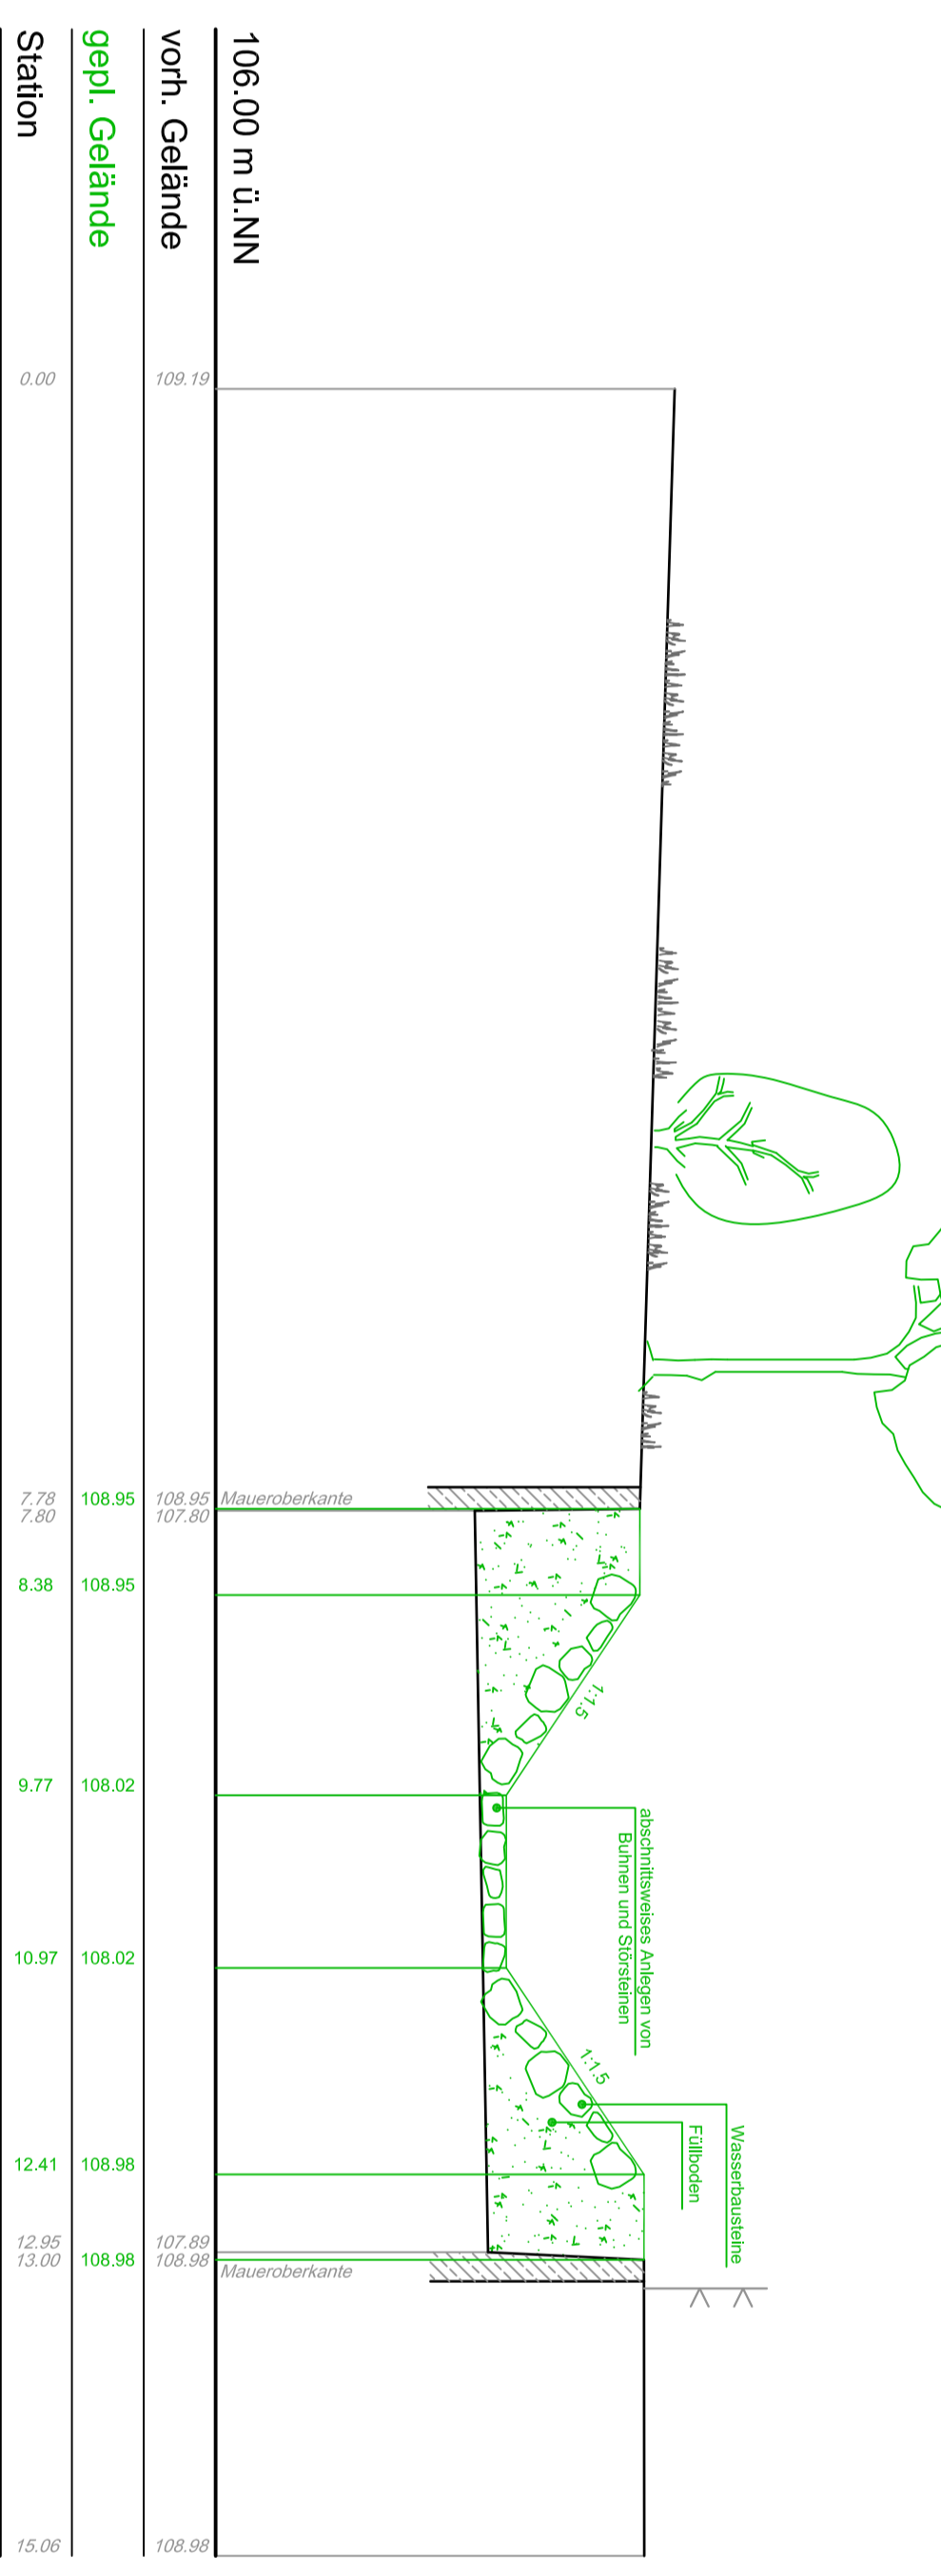 106.00 m ü.NN
vorh. Gelände
109.19
108.95
107.80
107.89
108.98
108.98
gepl. Gelände
108.95
108.95
108.02
108.02
108.98
108.98
Station
0.00
7.78
7.80
8.38
9.77
10.97
12.41
12.95
13.00
15.06
Maueroberkante
Maueroberkante
1:1.5
1:1.5
abschnittsweises Anlegen von
Buhnen und Störsteinen
Wasserbausteine
Füllboden